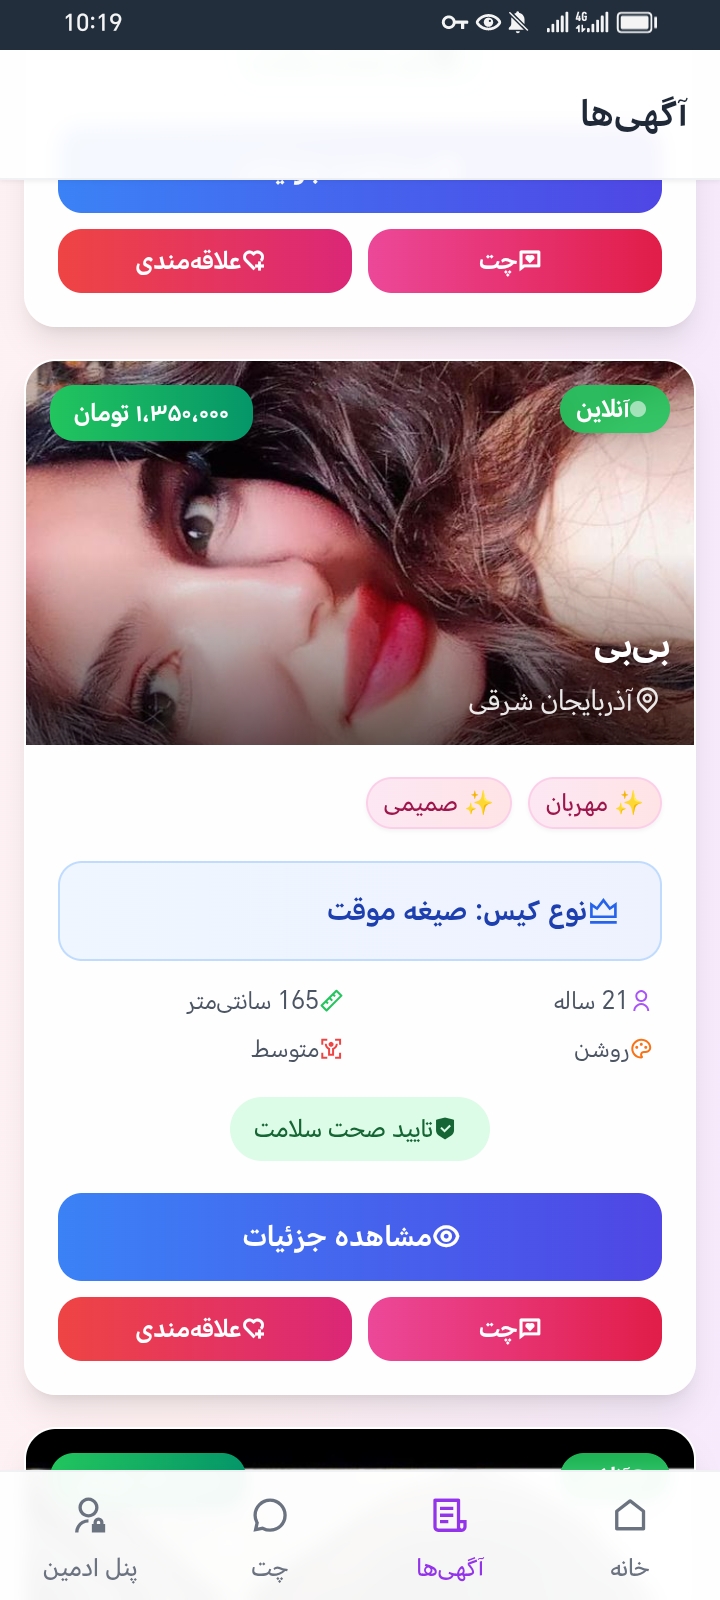 10:19
4G
آگهی‌ها
چت
علاقه‌مندی
آنلاین
۱,۳۵۰,۰۰۰ تومان
بی‌بی
آذربایجان شرقی
✨ مهربان
✨ صمیمی
نوع کیس: صیغه موقت
21 ساله
165 سانتی‌متر
روشن
متوسط
تایید صحت سلامت
مشاهده جزئیات
چت
علاقه‌مندی
خانه
آگهی‌ها
چت
پنل ادمین